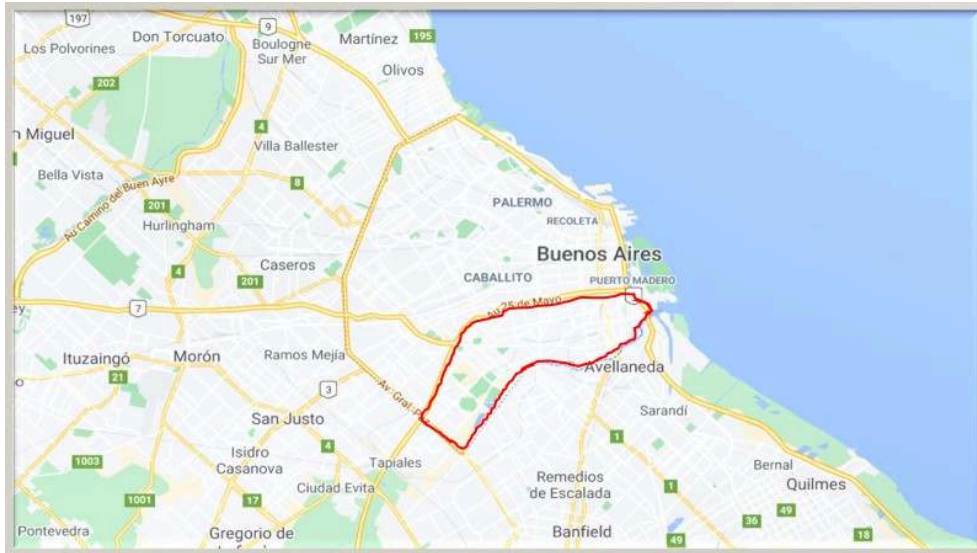 197
Don Torcuato
9
Martínez
195
Los Polvorines
Boulogne
Sur Mer
Olivos
202
n Miguel
4
Villa Ballester
Bella Vista
8
Au Camino del Buen Ayre
201
PALERMO
Hurlingham
RECOLETA
4
201
Caseros
Buenos Aires
CABALLITO
PUERTO MADERO
7
Au 25 de Mayo
Ituzaingó
Morón
Ramos Mejía
21
3
Av. Gral. Paz
Avellaneda
San Justo
Sarandí
4
1
Isidro
Casanova
1003
Tapiales
Bernal
Remedios
de Escalada
Ciudad Evita
1
Quilmes
1001
17
49
49
36
18
Pontevedra
Gregorio de
Banfield